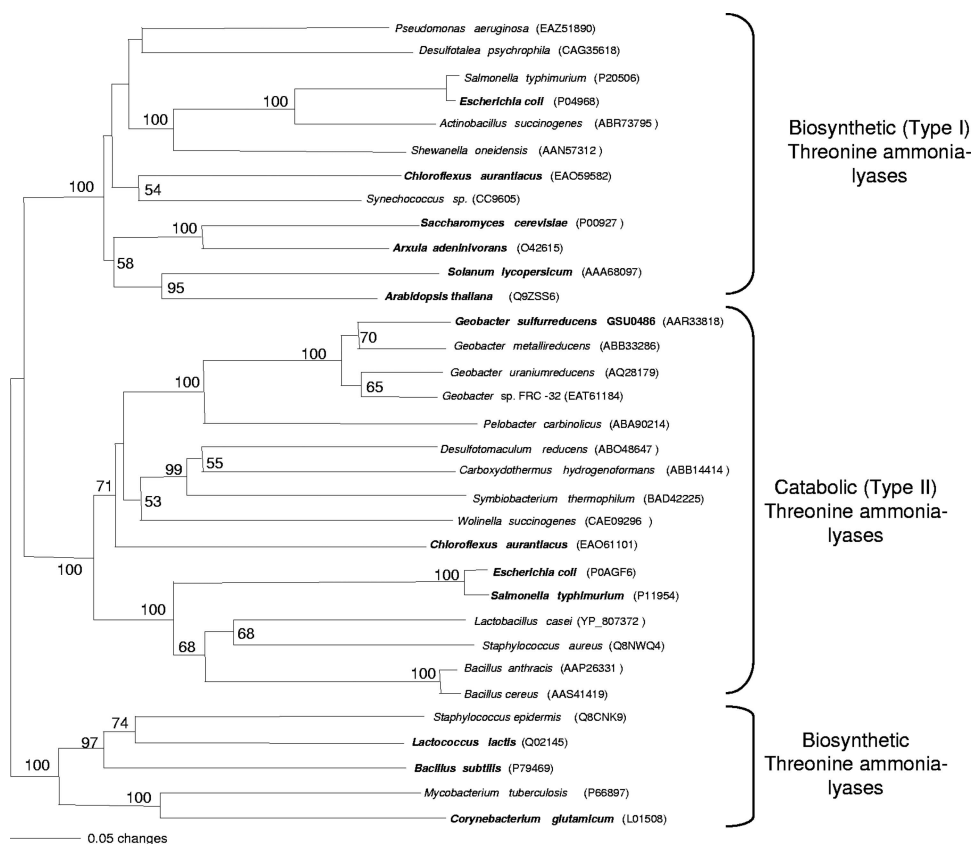 Pseudomonas aeruginosa (EAZ51890)
Desulfotalea psychrophila (CAG35618)
Salmonella typhimurium (P20506)
100
Escherichia coli (P04968)
100
Actinobacillus succinogenes (ABR73795)
Shewanella oneidensis (AAN57312)
Biosynthetic (Type I)
Threonine ammonia-
lyases
Chloroflexus aurantiacus (EAO59582)
100
54
Synechococcus sp. (CC9605)
Saccharomyces cerevisiae (P00927)
100
Arxula adeninivorans (O42615)
58
Solanum lycopersicum (AAA68097)
95
Arabidopsis thaliana (Q9ZSS6)
Geobacter sulfurreducens GSU0486 (AAR33818)
70
Geobacter metallireducens (ABB33286)
100
Geobacter uraniumreducens (AQ28179)
100
65
Geobacter sp. FRC -32 (EAT61184)
Pelobacter carbinolicus (ABA90214)
Desulfotomaculum reducens (ABO48647)
55
99
Carboxydothermus hydrogenoformans (ABB14414)
71
Symbiobacterium thermophilum (BAD42225)
53
Wolinella succinogenes (CAE09296 )
Catabolic (Type II)
Threonine ammonia-
lyases
Chloroflexus aurantiacus (EAO61101)
100
Escherichia coli (P0AGF6)
100
Salmonella typhimurium (P11954)
100
Lactobacillus casei (YP_807372 )
68
68
Staphylococcus aureus (Q8NWQ4)
Bacillus anthracis (AAP26331 )
100
Bacillus cereus (AAS41419)
Staphylococcus epidermis (Q8CNK9)
74
Lactococcus lactis (Q02145)
97
Bacillus subtilis (P79469)
100
Mycobacterium tuberculosis (P66897)
100
Corynebacterium glutamicum (L01508)
Biosynthetic
Threonine ammonia-
lyases
0.05 changes